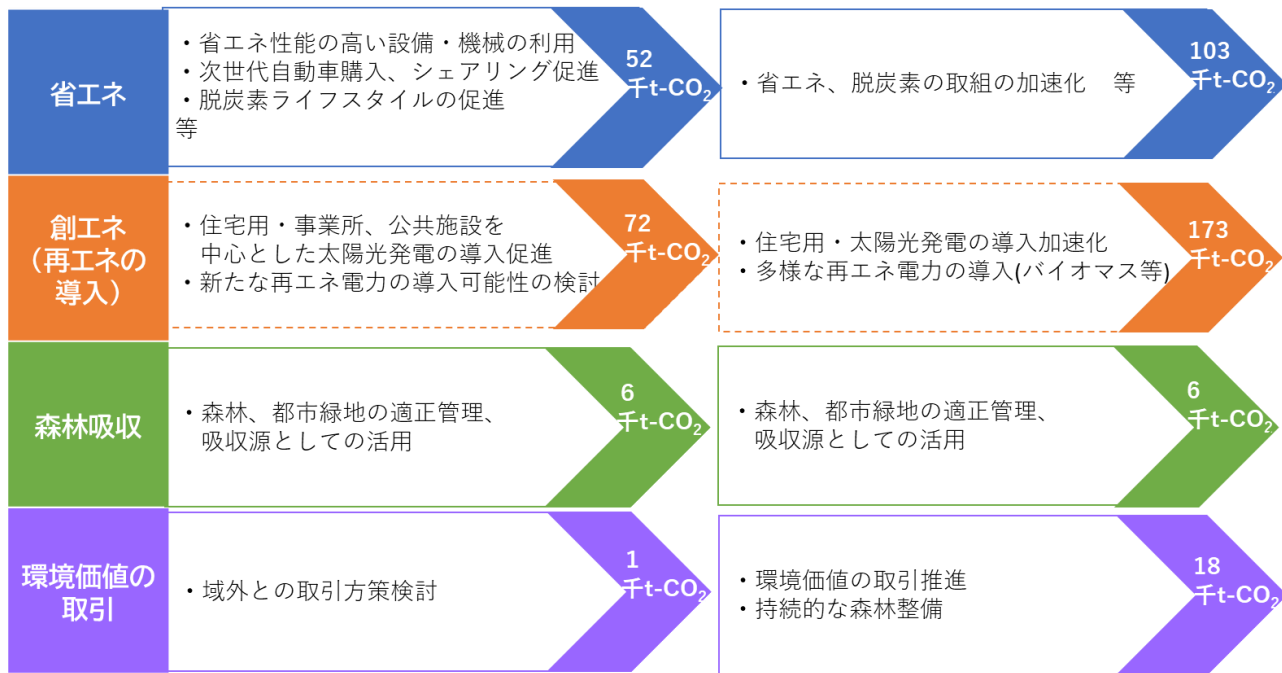 省エネ
・省エネ性能の高い設備・機械の利用
・次世代自動車購入、シェアリング促進
・脱炭素ライフスタイルの促進
等
52
千t-CO₂
・省エネ、脱炭素の取組の加速化　等
103
千t-CO₂
創エネ
（再エネの
導入）
・住宅用・事業所、公共施設を
中心とした太陽光発電の導入促進
・新たな再エネ電力の導入可能性の検討
72
千t-CO₂
・住宅用・太陽光発電の導入加速化
・多様な再エネ電力の導入(バイオマス等)
173
千t-CO₂
森林吸収
・森林、都市緑地の適正管理、
吸収源としての活用
6
千t-CO₂
・森林、都市緑地の適正管理、
吸収源としての活用
6
千t-CO₂
環境価値の
取引
・域外との取引方策検討
1
千t-CO₂
・環境価値の取引推進
・持続的な森林整備
18
千t-CO₂